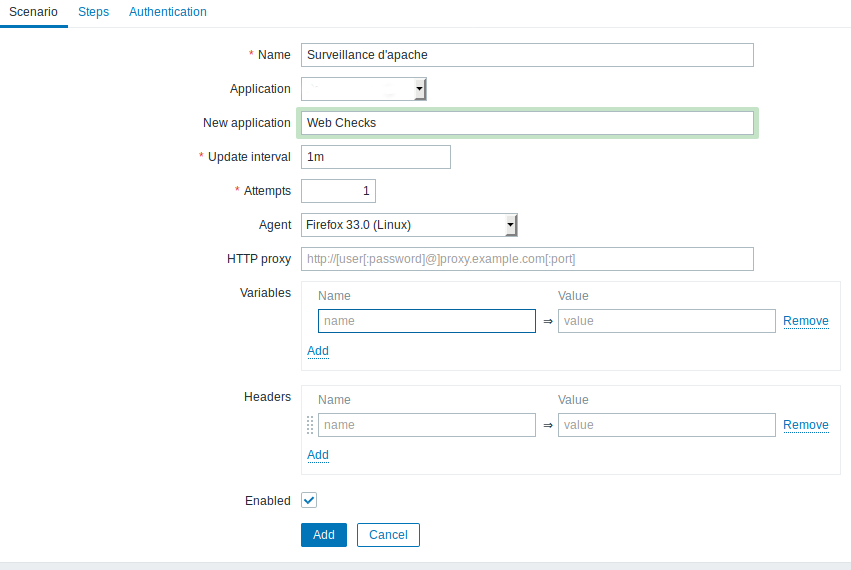 Scenario Steps Authentication
* Name Surveillance d'apache
Application
New application Web Checks
* Update interval 1m
* Attempts 1
Agent Firefox 33.0 (Linux)
HTTP proxy http://[user[:password]@]proxy.example.com[:port]
Variables Name Value
name ⇒ value Remove
Add
Headers Name Value
name ⇒ value Remove
Add
Enabled
Add Cancel